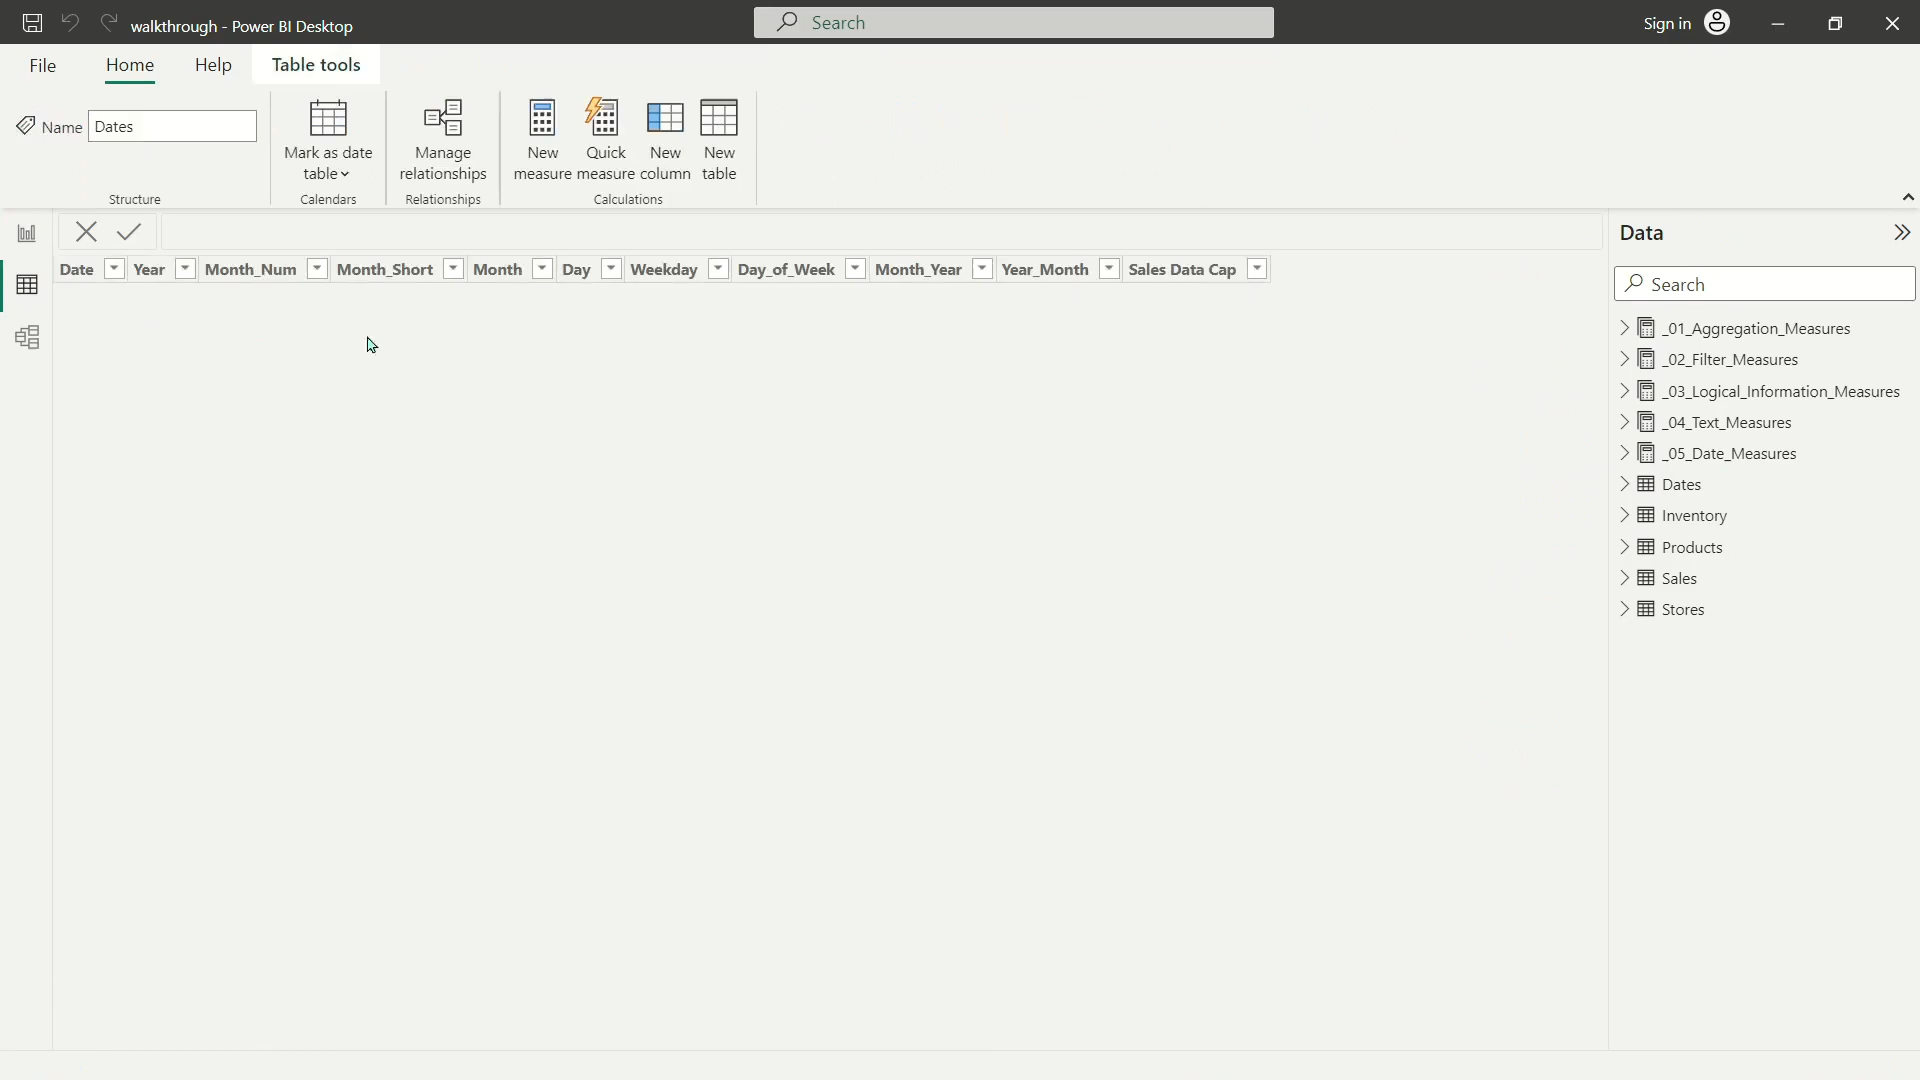 walkthrough - Power BI Desktop
Search
Sign in
File
Home
Help
Table tools
Name
Dates
Structure
Mark as date
table
Calendars
Manage
relationships
Relationships
New
measure
Quick
measure
New
column
New
table
Calculations
Date
Year
Month_Num
Month_Short
Month
Day
Weekday
Day_of_Week
Month_Year
Year_Month
Sales Data Cap
Data
Search
_01_Aggregation_Measures
_02_Filter_Measures
_03_Logical_Information_Measures
_04_Text_Measures
_05_Date_Measures
Dates
Inventory
Products
Sales
Stores